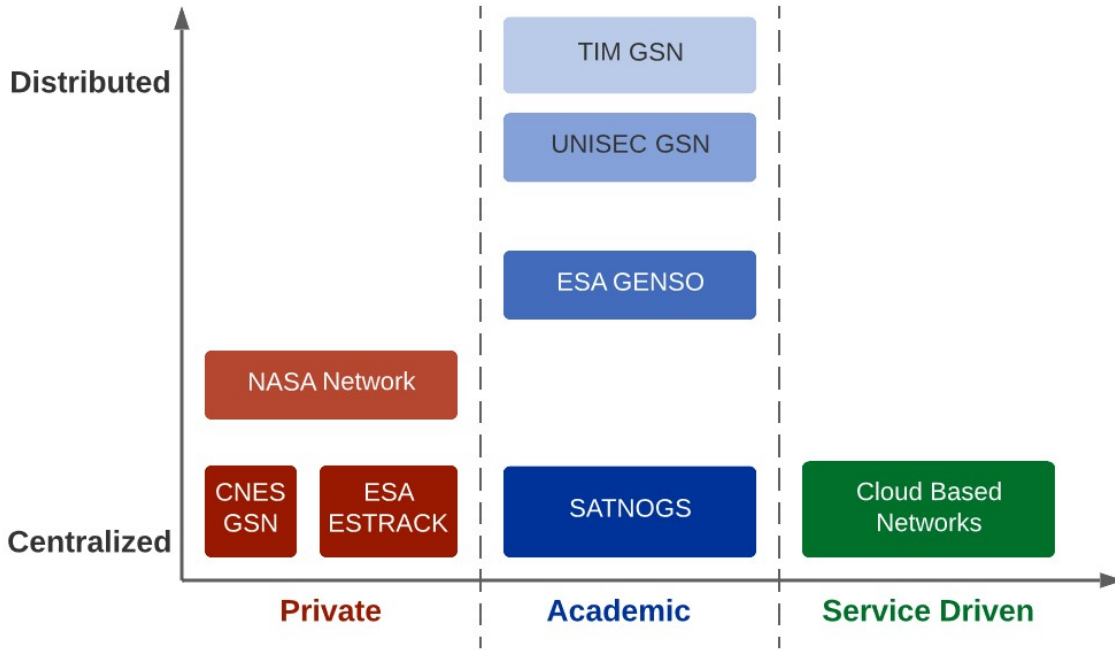 Distributed
TIM GSN
UNISEC GSN
ESA GENSO
NASA Network
CNES
GSN
ESA
ESTRACK
SATNOGS
Cloud Based
Networks
Centralized
Private
Academic
Service Driven